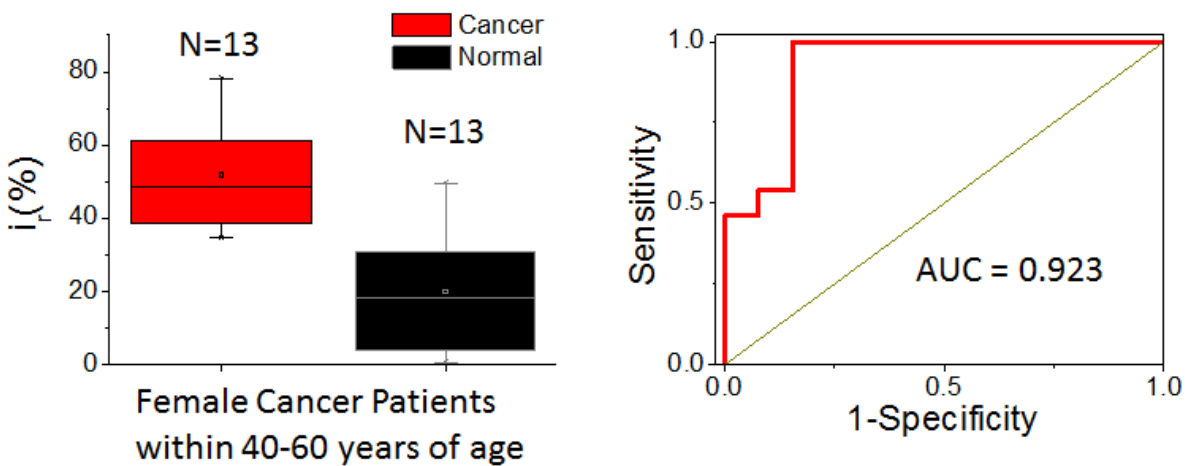 N=13
Cancer
Normal
N=13
80
60
40
20
0
i_r(%)
Female Cancer Patients
within 40-60 years of age
1.0
0.5
0.0
Sensitivity
AUC = 0.923
0.0
0.5
1.0
1-Specificity